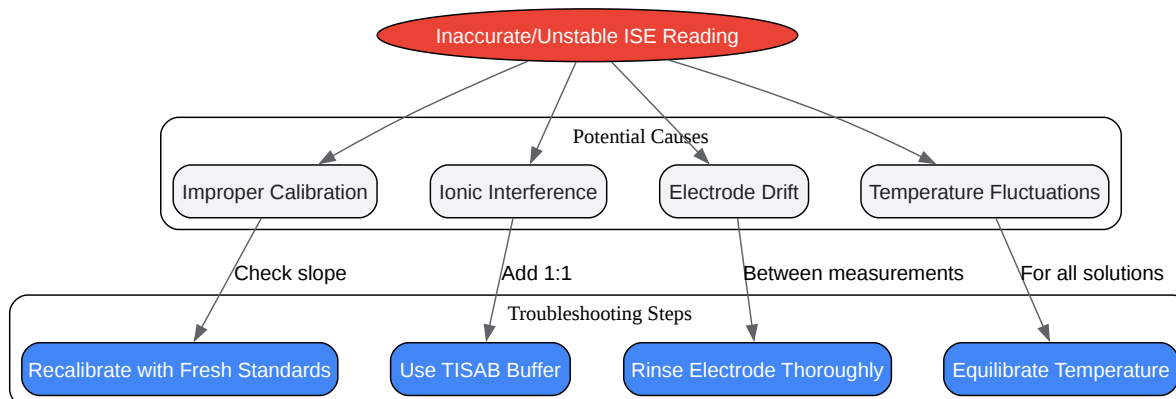 Inaccurate/Unstable ISE Reading
Potential Causes
Improper Calibration
Ionic Interference
Electrode Drift
Temperature Fluctuations
Check slope
Add 1:1
Between measurements
For all solutions
Troubleshooting Steps
Recalibrate with Fresh Standards
Use TISAB Buffer
Rinse Electrode Thoroughly
Equilibrate Temperature